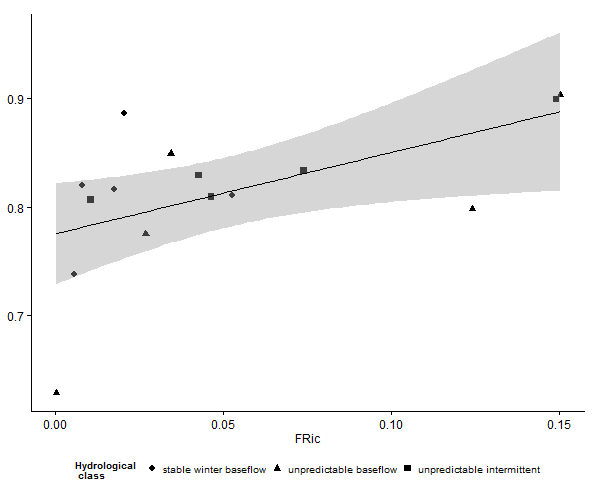 0.9
0.8
0.7
0.00 0.05 0.10 0.15
FRic
Hydrological
class
stable winter baseflow unpredictable baseflow unpredictable intermittent